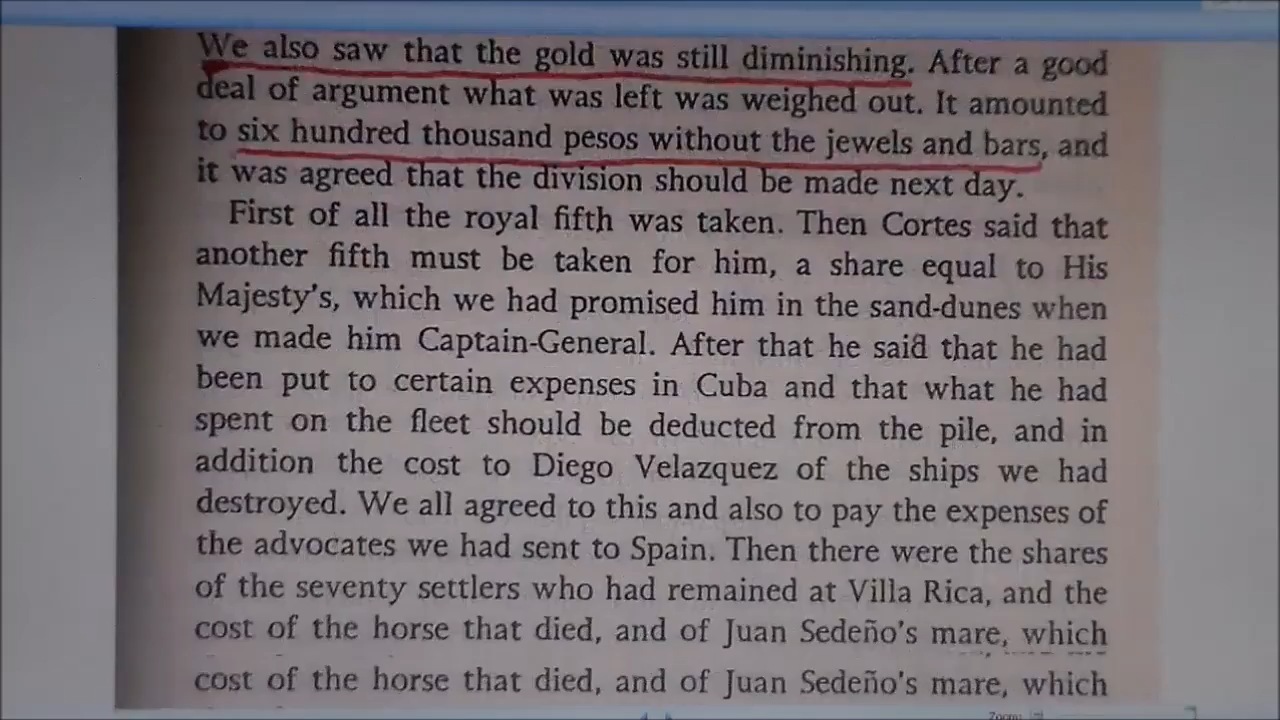 We also saw that the gold was still diminishing. After a good
deal of argument what was left was weighed out. It amounted
to six hundred thousand pesos without the jewels and bars, and
it was agreed that the division should be made next day.
First of all the royal fifth was taken. Then Cortes said that
another fifth must be taken for him, a share equal to His
Majesty's, which we had promised him in the sand-dunes when
we made him Captain-General. After that he said that he had
been put to certain expenses in Cuba and that what he had
spent on the fleet should be deducted from the pile, and in
addition the cost to Diego Velazquez of the ships we had
destroyed. We all agreed to this and also to pay the expenses of
the advocates we had sent to Spain. Then there were the shares
of the seventy settlers who had remained at Villa Rica, and the
cost of the horse that died, and of Juan Sedeño's mare, which
cost of the horse that died, and of Juan Sedeño's mare, which
Zoom: